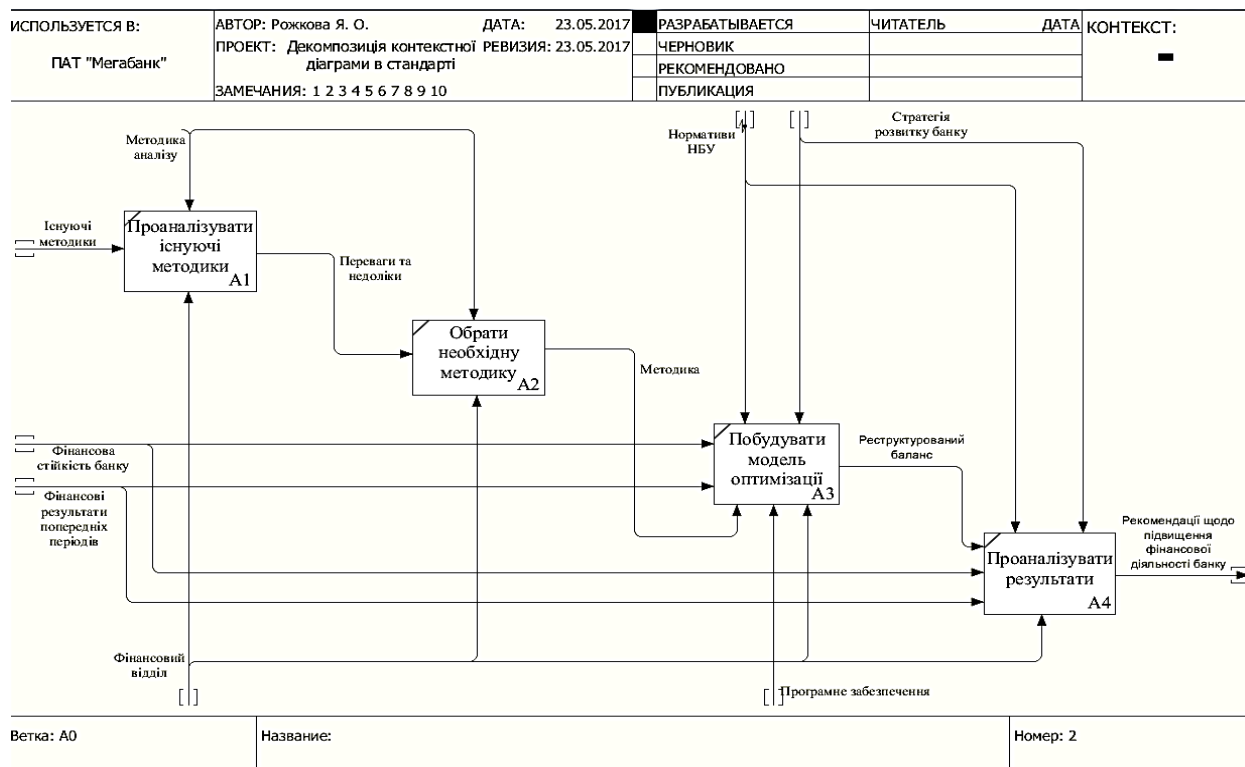 ИСПОЛЬЗУЕТСЯ В:
ПАТ "Мегабанк"
АВТОР: Рожкова Я. О.
ДАТА: 23.05.2017
ПРОЕКТ: Декомпозиція контекстної
діаграми в стандарті
РЕВИЗИЯ: 23.05.2017
ЗАМЕЧАНИЯ: 1 2 3 4 5 6 7 8 9 10
РАЗРАБАТЫВАЕТСЯ
ЧЕРНОВИК
РЕКОМЕНДОВАНО
ПУБЛИКАЦИЯ
ЧИТАТЕЛЬ
ДАТА
КОНТЕКСТ:
Методика
аналізу
Нормативи
НБУ
Стратегія
розвитку банку
Існуючі
методики
Проаналізувати
існуючі
методики
A1
Переваги та
недоліки
Обрати
необхідну
методику
A2
Методика
Фінансова
стійкість банку
Фінансові
результати
попередніх
періодів
Побудувати
модель
оптимізації
A3
Реструктурований
баланс
Проаналізувати
результати
A4
Рекомендації щодо
підвищення
фінансової
діяльності банку
Фінансовий
відділ
Програмне забезпечення
Ветка: A0
Название:
Номер: 2